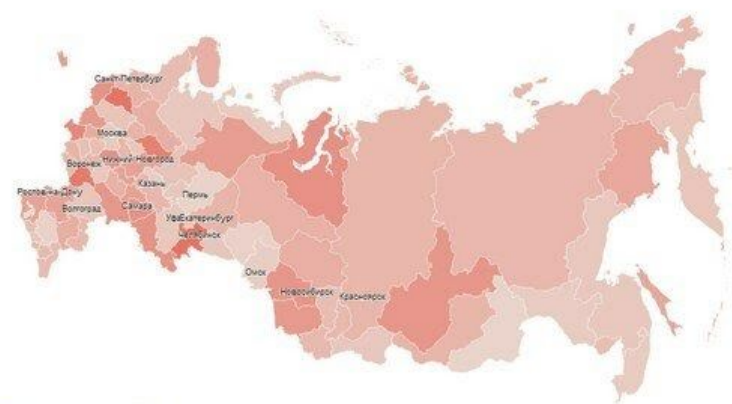 Санкт-Петербург
Москва
Воронеж Нижний Новгород
Казань
Пермь
Ростов-на-Дону
Волгоград
Самара
Уфа Екатеринбург
Челябинск
Омск
Новосибирск
Красноярск